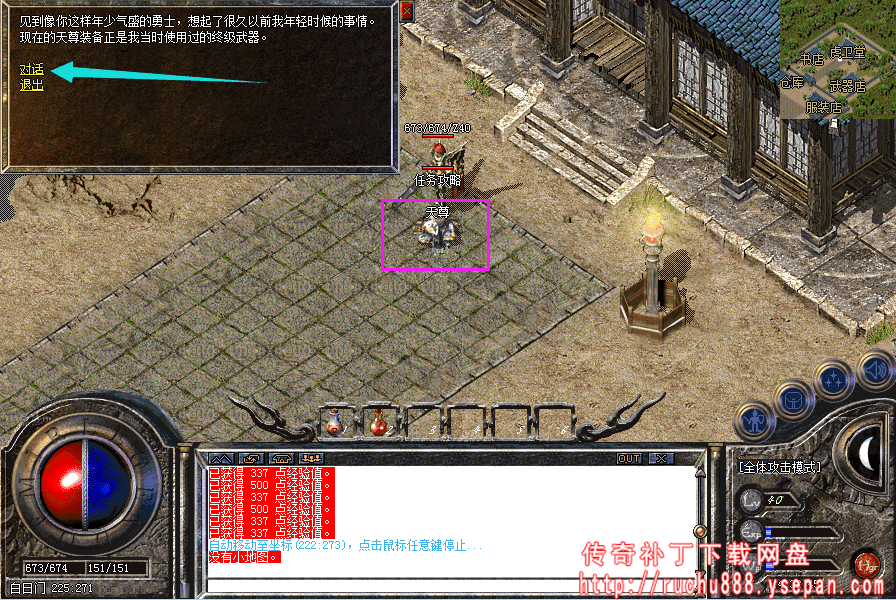 见到像你这样年少气盛的勇士，想起了很久以前我年轻时候的事情。
现在的天尊装备正是我当时使用过的终级武器。
对话
退出
书店
虎卫堂
仓库
武器店
服装店
673/674/Z40
任务攻略
天尊
5
6
OUT
已获得 337 点经验值。
已获得 500 点经验值。
已获得 337 点经验值。
已获得 500 点经验值。
已获得 337 点经验值。
已获得 337 点经验值。
自动移动至坐标(222:273)，点击鼠标任意键停止...
没有小地图。
[全体攻击模式]
40
673/674
151/151
白日门 225:271
传奇补丁下载网盘
http://ruchu888.ysepan.com